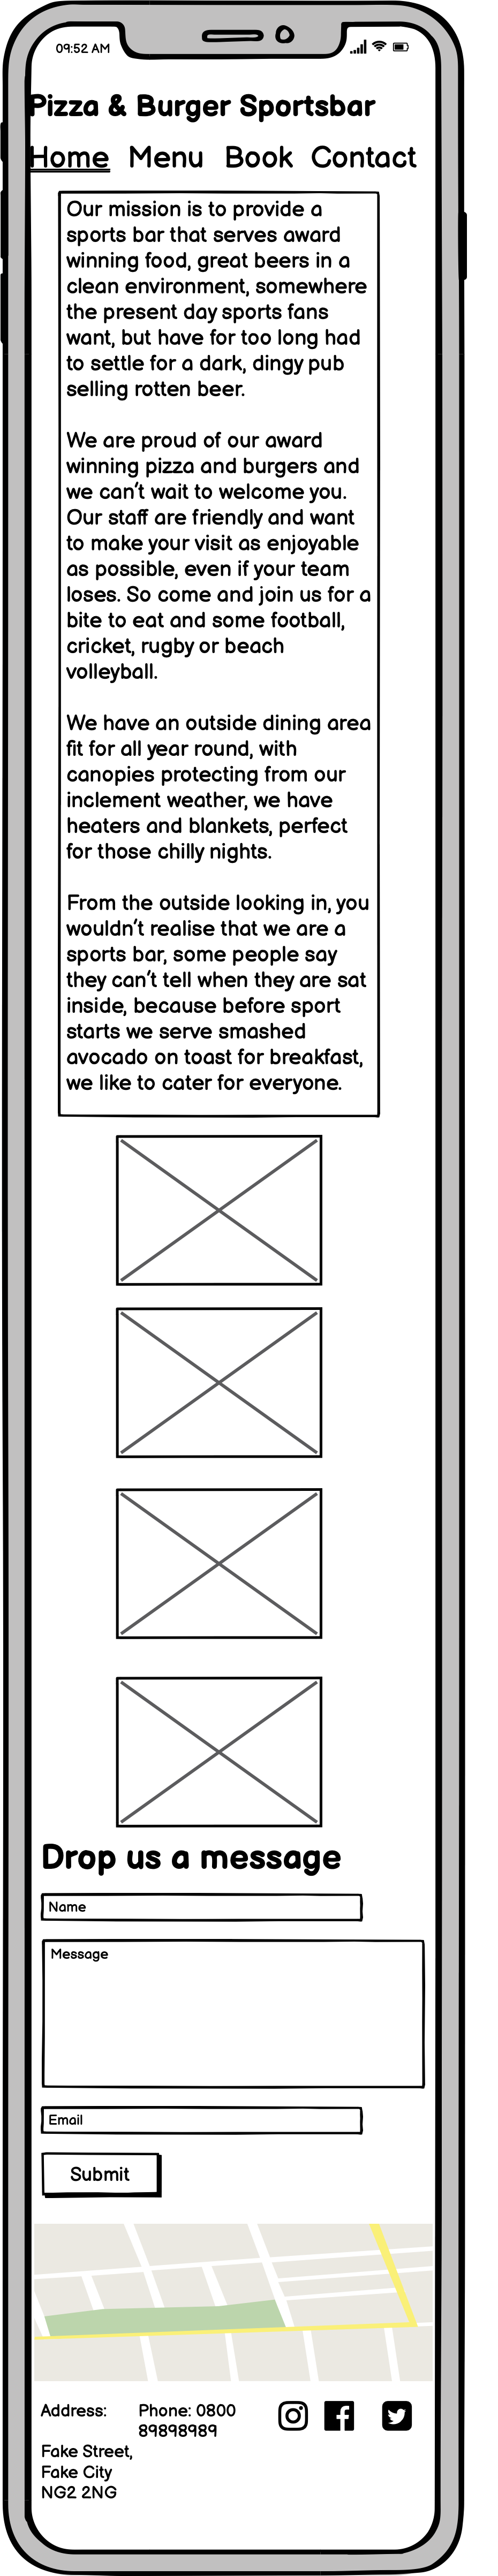 09:52 AM
Pizza & Burger Sportsbar
Home Menu Book Contact
Our mission is to provide a
sports bar that serves award
winning food, great beers in a
clean environment, somewhere
the present day sports fans
want, but have for too long had
to settle for a dark, dingy pub
selling rotten beer.
We are proud of our award
winning pizza and burgers and
we can't wait to welcome you.
Our staff are friendly and want
to make your visit as enjoyable
as possible, even if your team
loses. So come and join us for a
bite to eat and some football,
cricket, rugby or beach
volleyball.
We have an outside dining area
fit for all year round, with
canopies protecting from our
inclement weather, we have
heaters and blankets, perfect
for those chilly nights.
From the outside looking in, you
wouldn't realise that we are a
sports bar, some people say
they can't tell when they are sat
inside, because before sport
starts we serve smashed
avocado on toast for breakfast,
we like to cater for everyone.
Drop us a message
Name
Message
Email
Submit
Address:
Fake Street,
Fake City
NG2 2NG
Phone: 0800
89898989